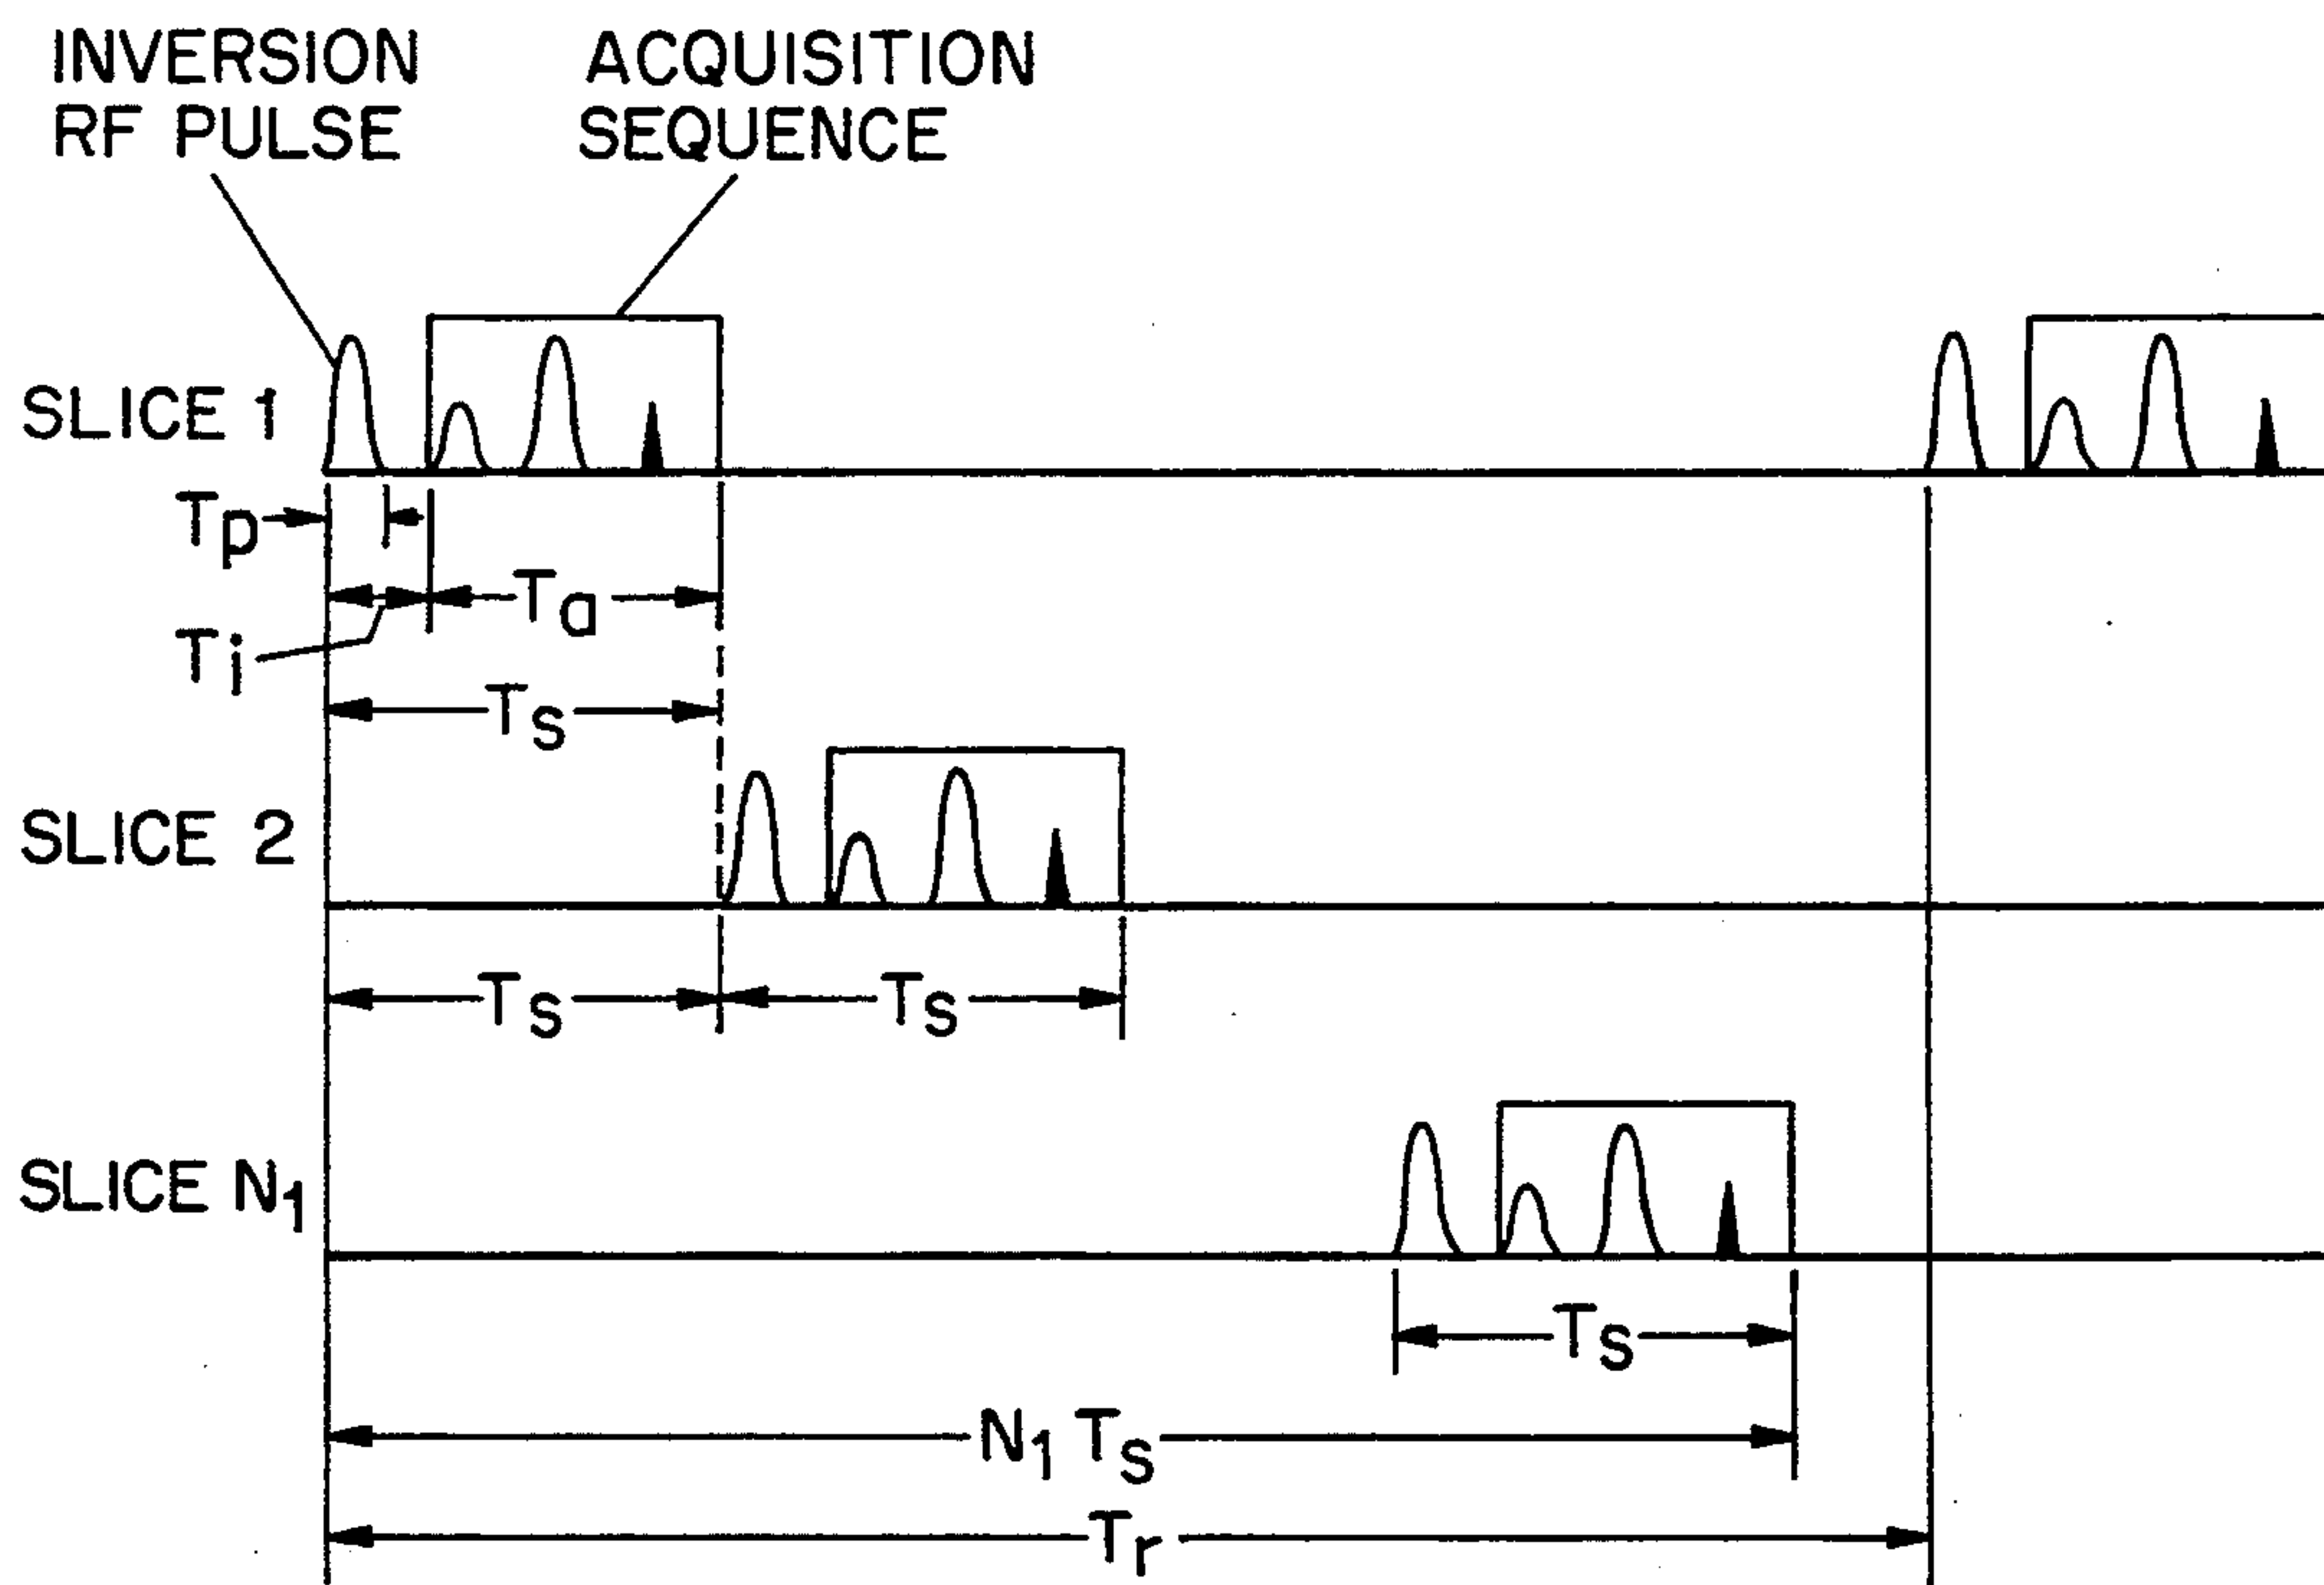 INVERSION
RF PULSE
ACQUISITION
SEQUENCE
SLICE 1
Tp
Ta
Ti
Ts
SLICE 2
Ts
Ts
SLICE N1
Ts
N1 Ts
Tr